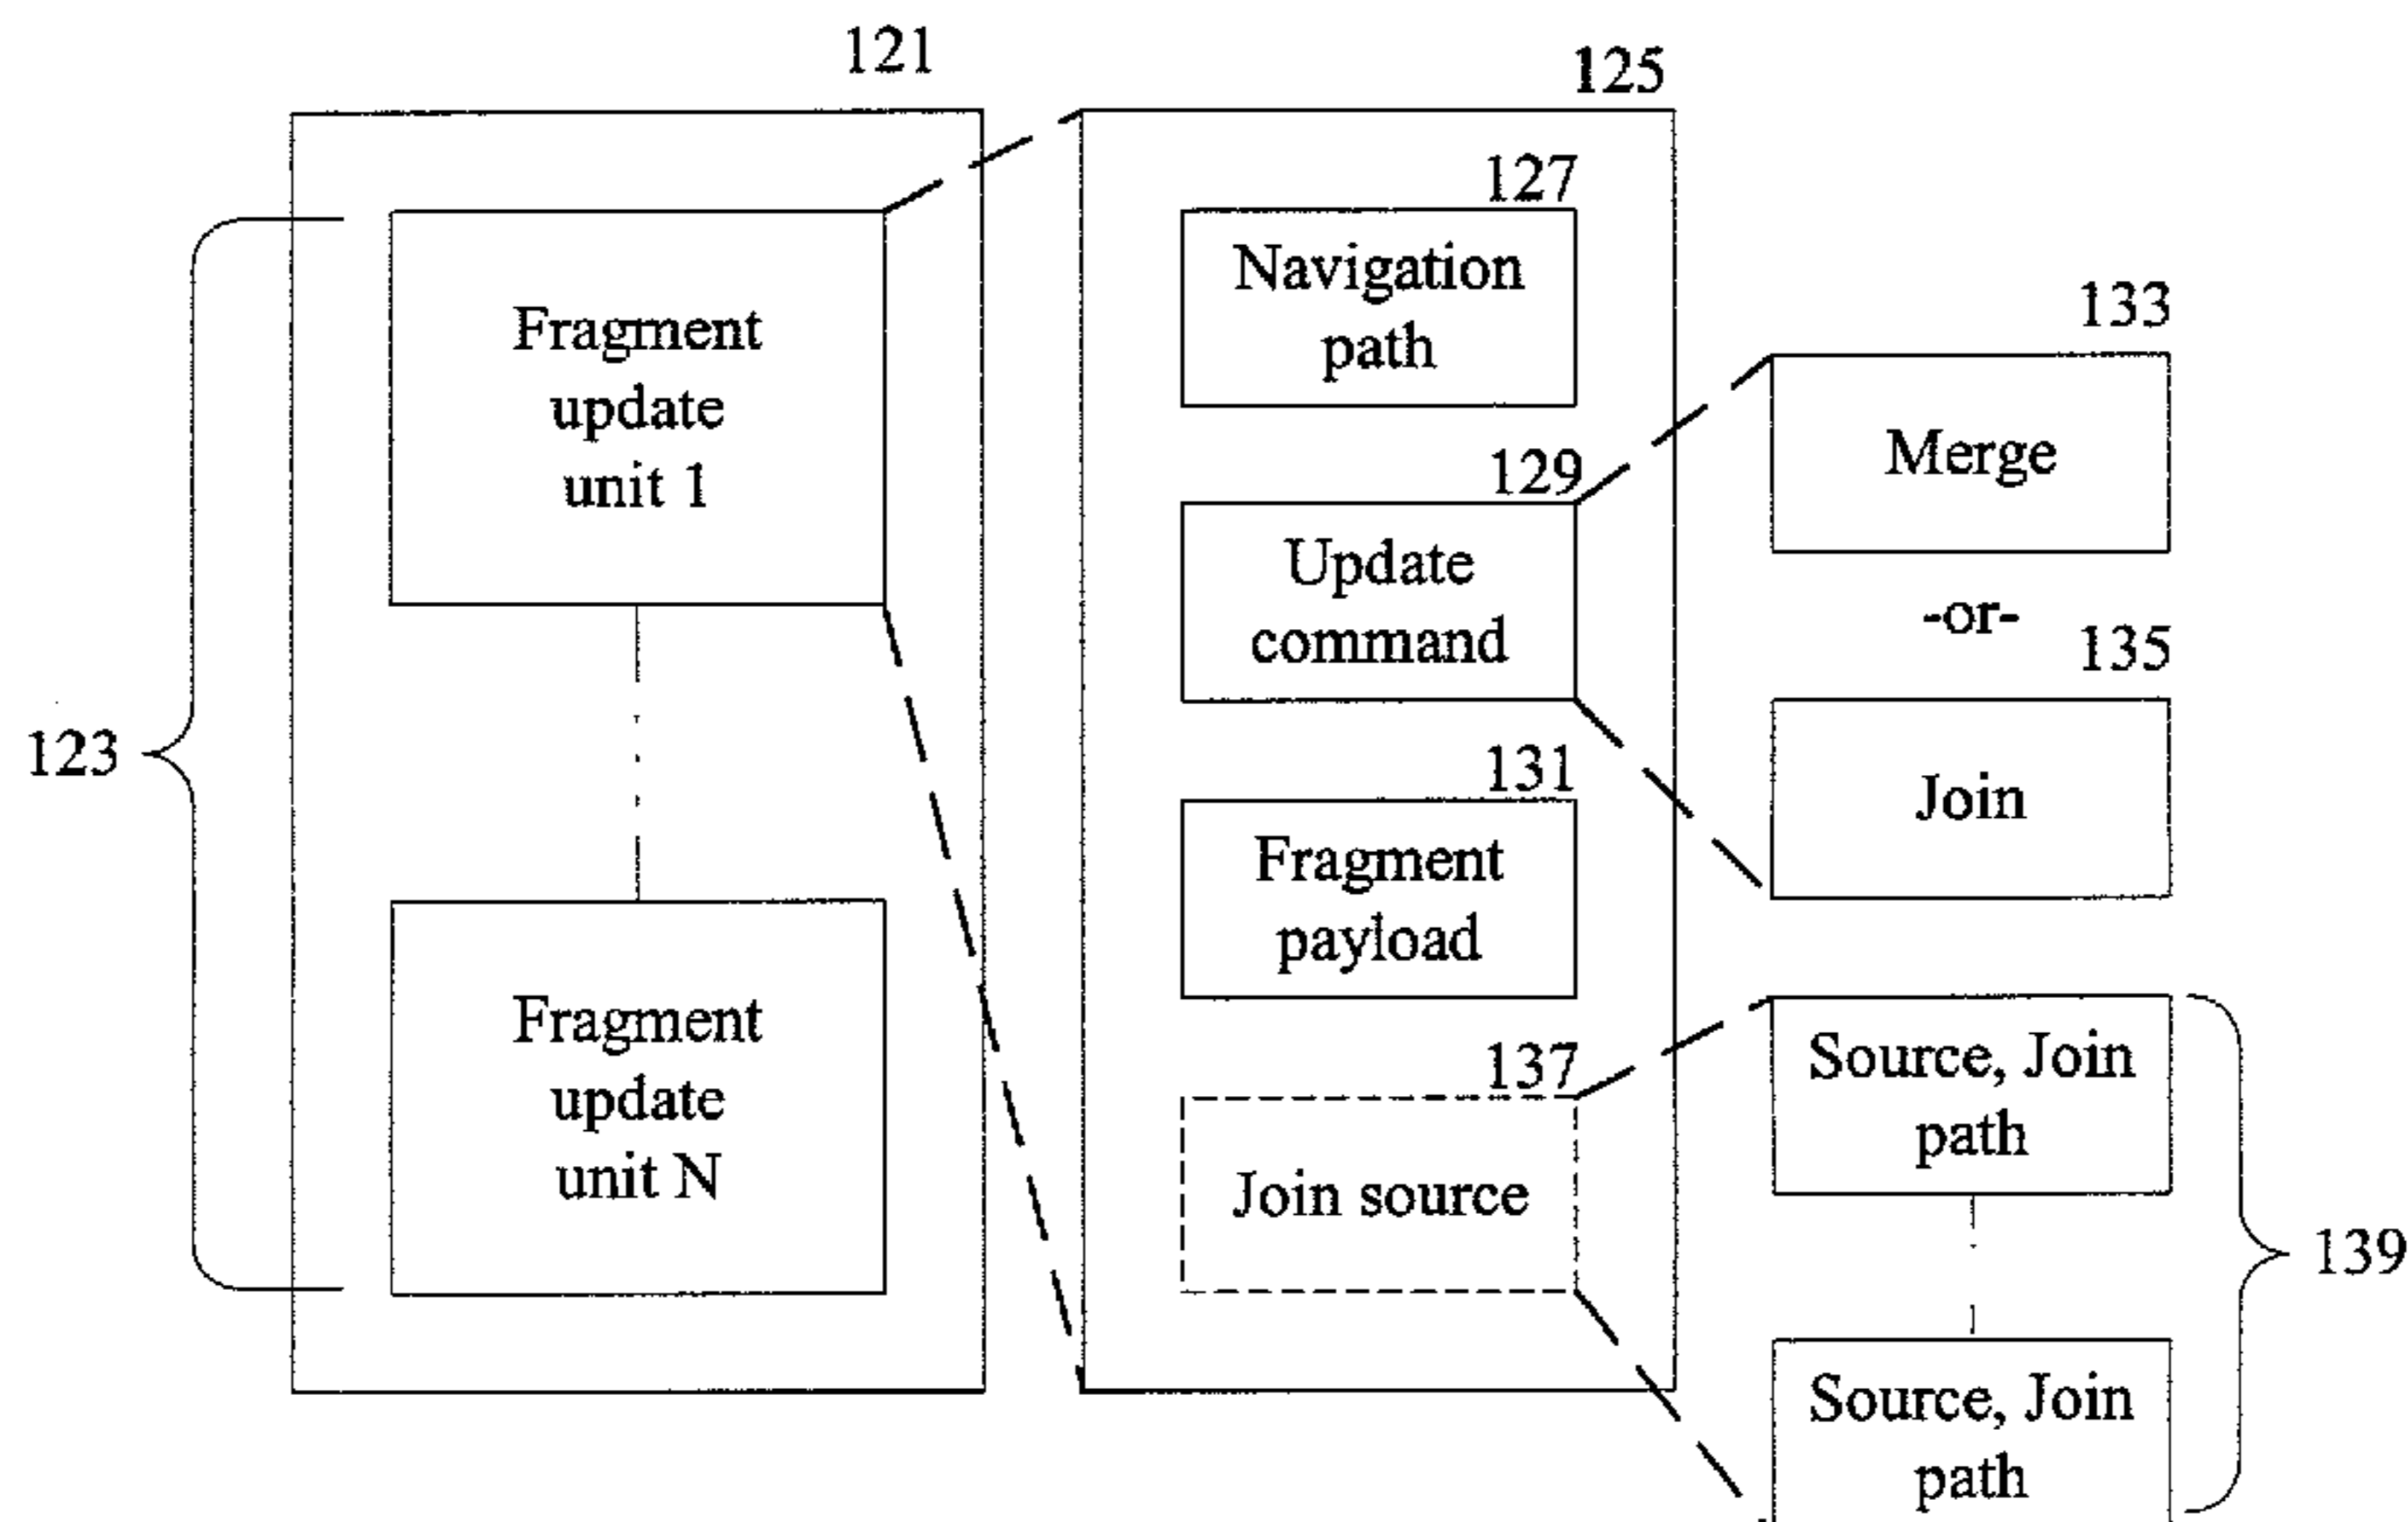 121
125
123
Fragment
update
unit 1
Fragment
update
unit N
127
Navigation
path
129
Update
command
131
Fragment
payload
137
Join source
133
Merge
-or-
135
Join
Source, Join
path
139
Source, Join
path